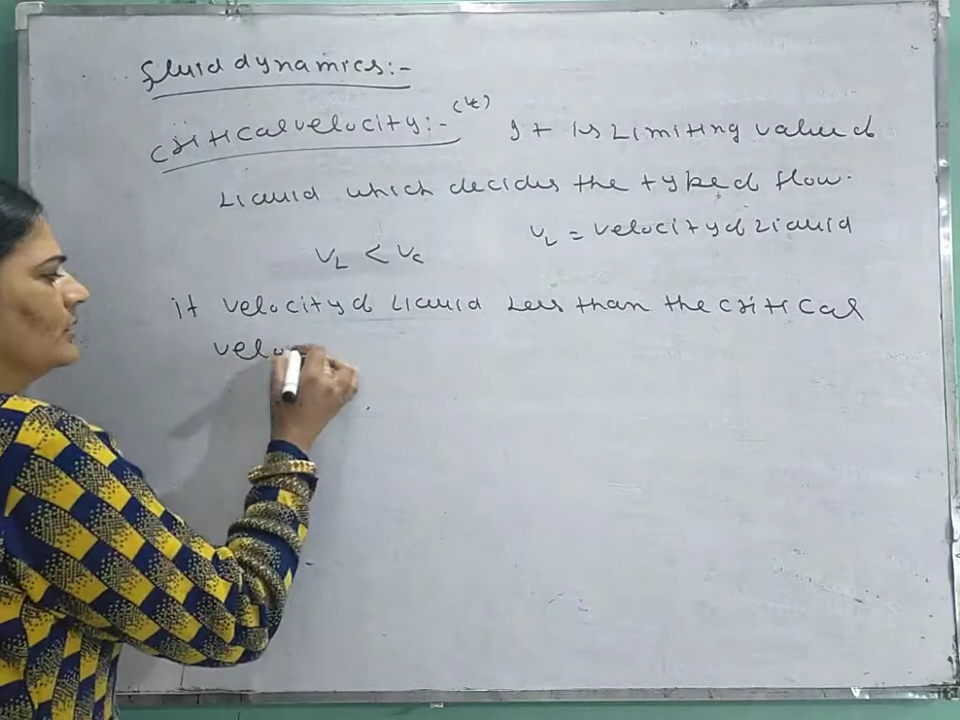 Fluid dynamics:-
Critical velocity:- (Vc) It is Limiting value of
Liquid which decides the type of flow.
VL < Vc VL = velocity of Liquid
if velocity of Liquid Less than the critical
velo